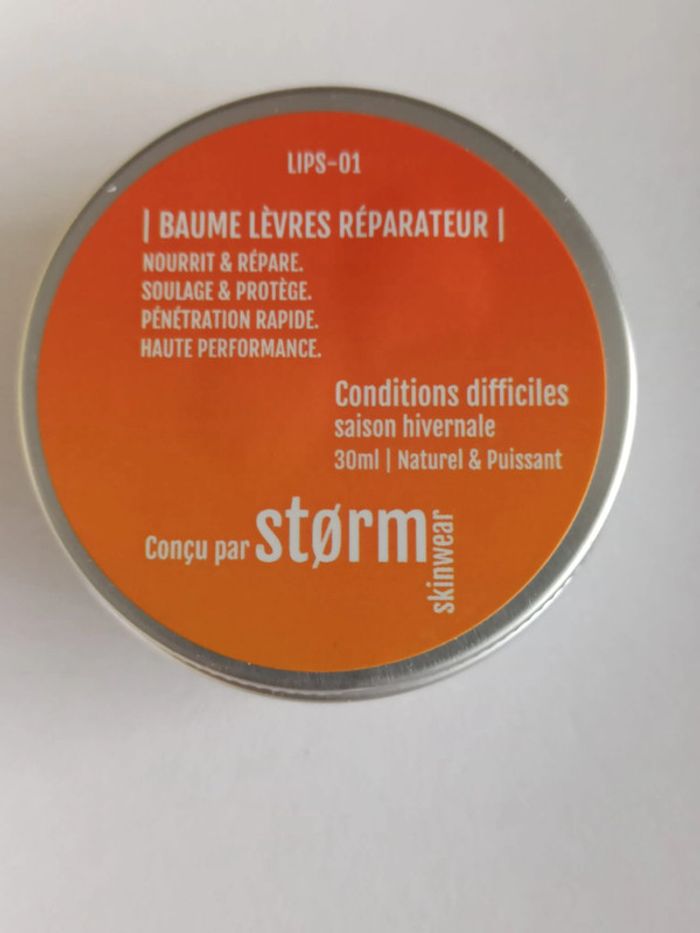 LIPS-01
| BAUME LÈVRES RÉPARATEUR |
NOURRIT & RÉPARE.
SOULAGE & PROTÈGE.
PÉNÉTRATION RAPIDE.
HAUTE PERFORMANCE.
Conditions difficiles
saison hivernale
30ml | Naturel & Puissant
Conçu par størm
skinwear